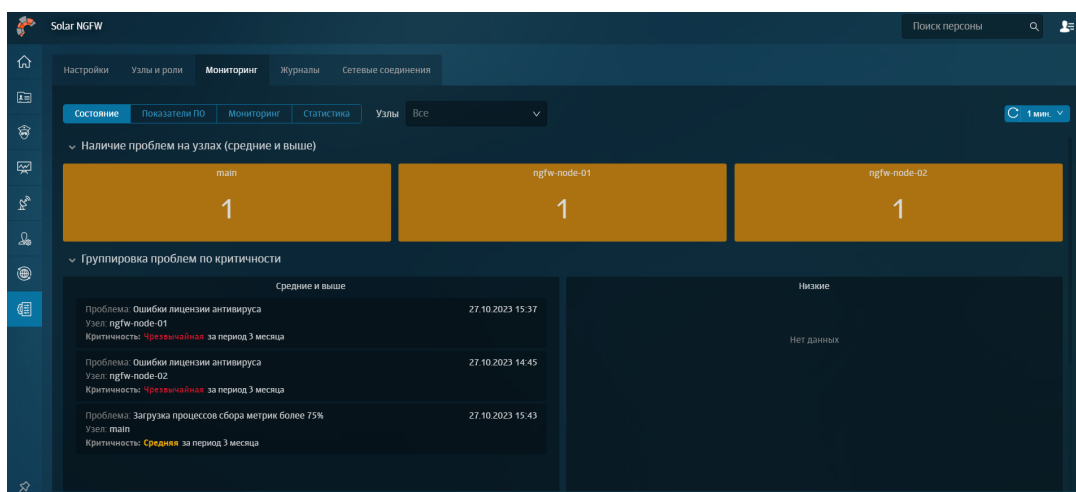 Solar NGFW
Поиск персоны
Настройки Узлы и роли Мониторинг Журналы Сетевые соединения
Состояние Показатели ПО Мониторинг Статистика Узлы Все 1 мин.
Наличие проблем на узлах (средние и выше)
main ngfw-node-01 ngfw-node-02
1 1 1
Группировка проблем по критичности
Средние и выше
Проблема: Ошибки лицензии антивируса 27.10.2023 15:37
Узел: ngfw-node-01
Критичность: Чрезвычайная за период 3 месяца
Проблема: Ошибки лицензии антивируса 27.10.2023 14:45
Узел: ngfw-node-02
Критичность: Чрезвычайная за период 3 месяца
Проблема: Загрузка процессов сбора метрик более 75% 27.10.2023 15:43
Узел: main
Критичность: Средняя за период 3 месяца
Низкие
Нет данных